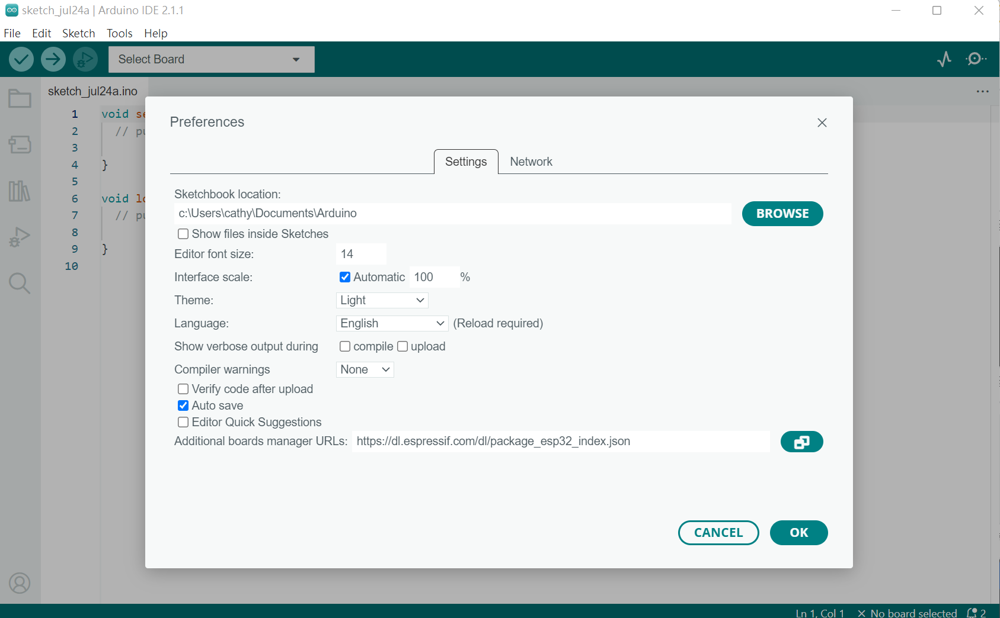 sketch_jul24a | Arduino IDE 2.1.1
File Edit Sketch Tools Help
Select Board
sketch_jul24a.ino
1 void
2 //
3
4 }
5
6 void
7 //
8
9 }
10
Preferences
Settings Network
Sketchbook location:
c:\Users\cathy\Documents\Arduino
BROWSE
Show files inside Sketches
Editor font size: 14
Interface scale: Automatic 100 %
Theme: Light
Language: English (Reload required)
Show verbose output during compile upload
Compiler warnings None
Verify code after upload
Auto save
Editor Quick Suggestions
Additional boards manager URLs: https://dl.espressif.com/dl/package_esp32_index.json
CANCEL OK
Ln 1, Col 1 No board selected 2